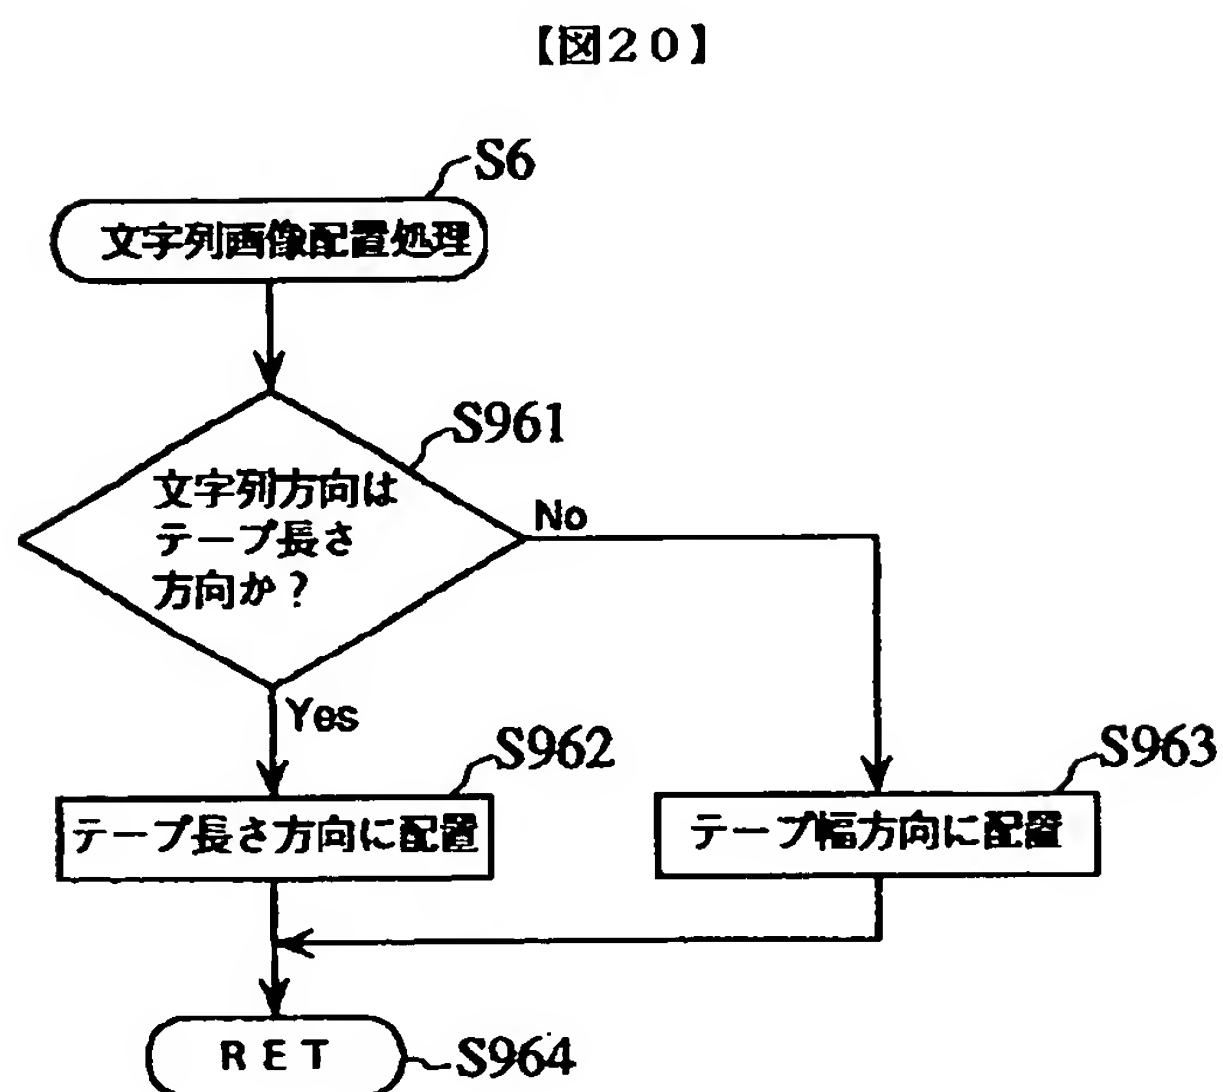 【図20】
S6
文字列画像配置処理
S961
文字列方向は
テープ長さ
方向か？
No
Yes
S962
テープ長さ方向に配置
S963
テープ幅方向に配置
RET
S964